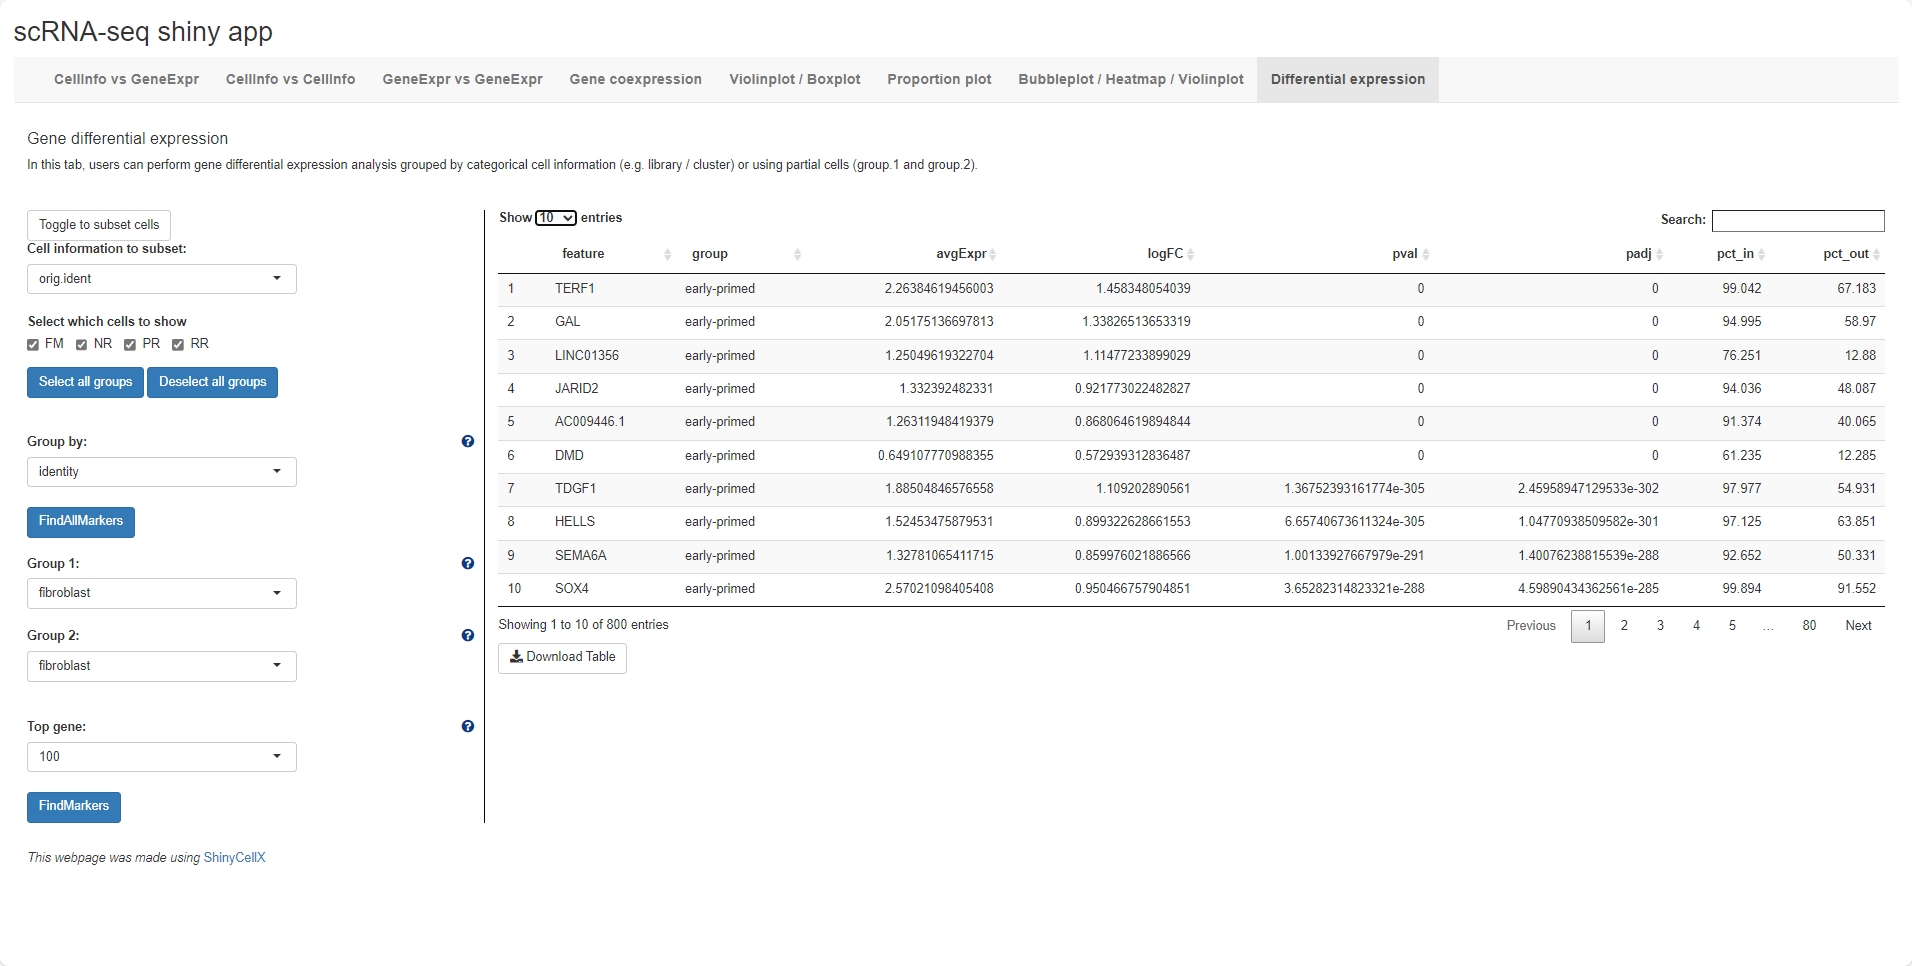 scRNA-seq shiny app
CellInfo vs GeneExpr CellInfo vs CellInfo GeneExpr vs GeneExpr Gene coexpression Violinplot / Boxplot Proportion plot Bubbleplot / Heatmap / Violinplot Differential expression
Gene differential expression
In this tab, users can perform gene differential expression analysis grouped by categorical cell information (e.g. library / cluster) or using partial cells (group.1 and group.2).
Toggle to subset cells
Cell information to subset:
orig.ident
Select which cells to show
FM NR PR RR
Select all groups Deselect all groups
Group by:
identity
FindAllMarkers
Group 1:
fibroblast
Group 2:
fibroblast
Top gene:
100
FindMarkers
This webpage was made using ShinyCellX
Show 10 entries Search:
feature group avgExpr logFC pval padj pct_in pct_out
1 TERF1 early-primed 2.26384619456003 1.458348054039 0 0 99.042 67.183
2 GAL early-primed 2.05175136697813 1.33826513653319 0 0 94.995 58.97
3 LINC01356 early-primed 1.25049619322704 1.11477233899029 0 0 76.251 12.88
4 JARID2 early-primed 1.332392482331 0.921773022482827 0 0 94.036 48.087
5 AC009446.1 early-primed 1.26311948419379 0.868064619894844 0 0 91.374 40.065
6 DMD early-primed 0.649107770988355 0.572939312836487 0 0 61.235 12.285
7 TDGF1 early-primed 1.88504846576558 1.109202890561 1.36752393161774e-305 2.45958947129533e-302 97.977 54.931
8 HELLS early-primed 1.52453475879531 0.899322628661553 6.65740673611324e-305 1.04770938509582e-301 97.125 63.851
9 SEMA6A early-primed 1.32781065411715 0.859976021886566 1.00133927667979e-291 1.40076238815539e-288 92.652 50.331
10 SOX4 early-primed 2.57021098405408 0.950466757904851 3.65282314823321e-288 4.59890434362561e-285 99.894 91.552
Showing 1 to 10 of 800 entries Previous 1 2 3 4 5 … 80 Next
Download Table